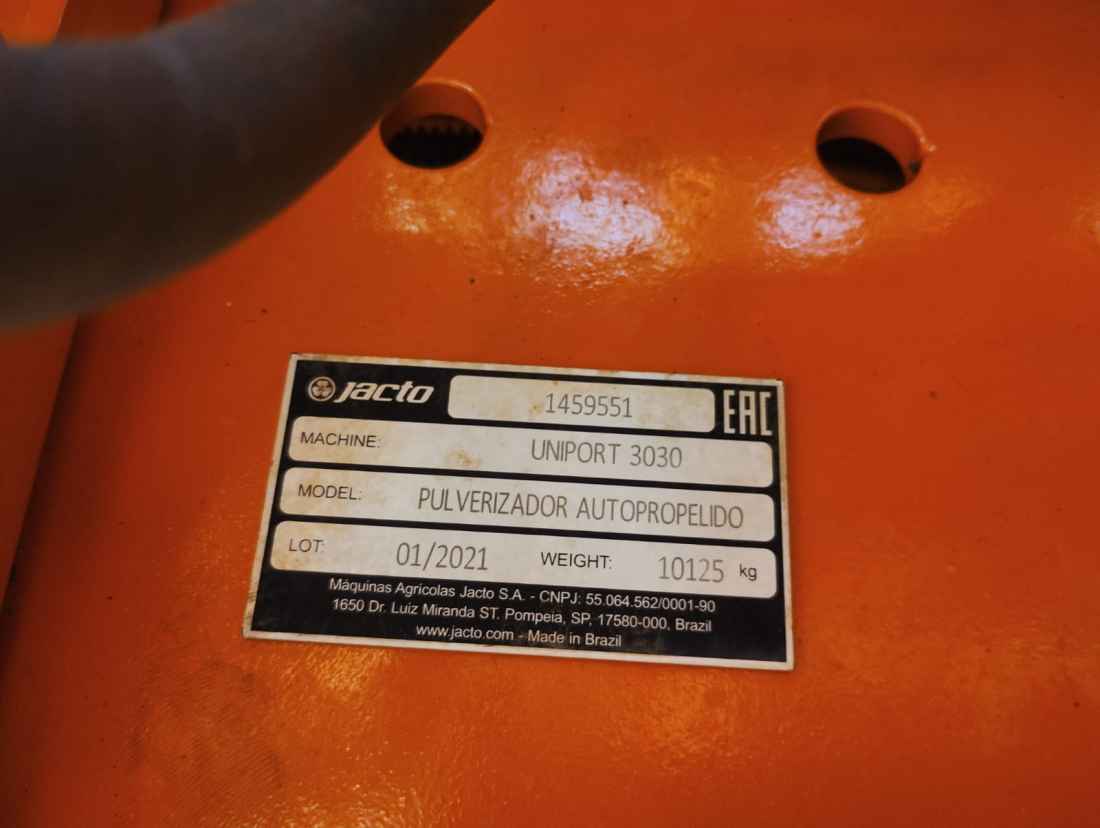 jacto 1459551 EAC
MACHINE: UNIPORT 3030
MODEL: PULVERIZADOR AUTOPROPELIDO
LOT: 01/2021 WEIGHT: 10125 kg
Máquinas Agrícolas Jacto S.A. - CNPJ: 55.064.562/0001-90
1650 Dr. Luiz Miranda ST. Pompeia, SP. 17580-000, Brazil
www.jacto.com - Made in Brazil